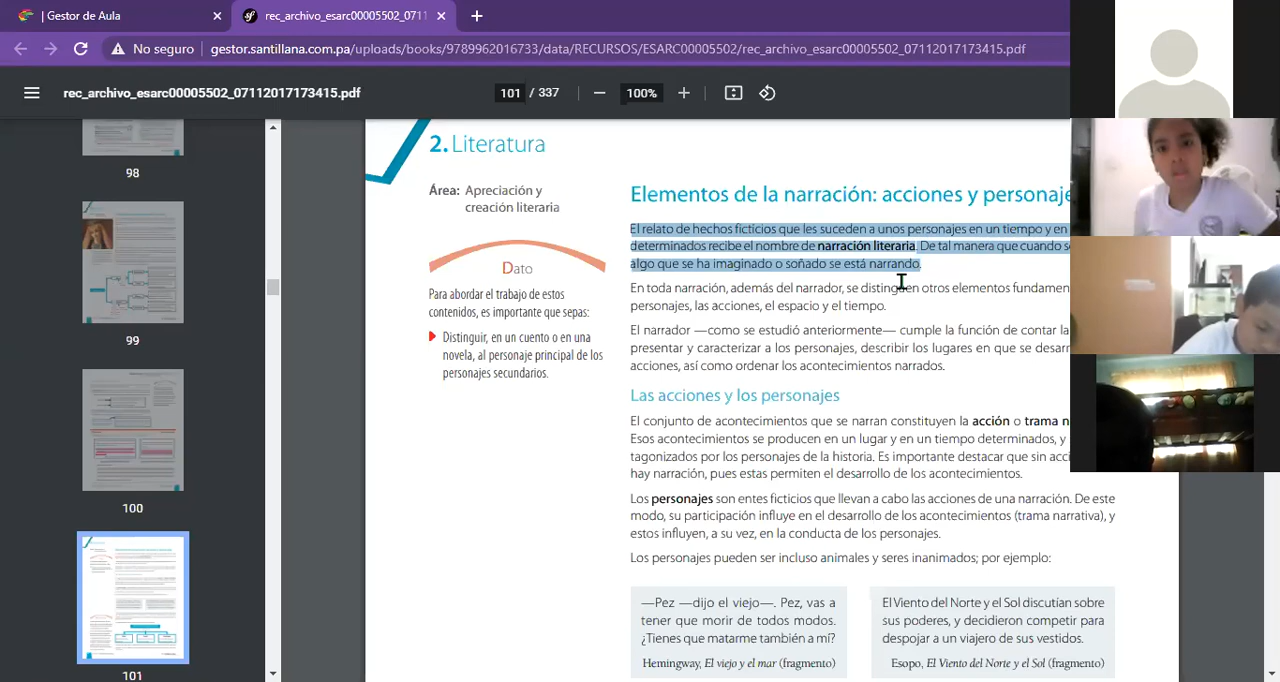 | Gestor de Aula
rec_archivo_esarc00005502_0711
No seguro
gestor.santillana.com.pa/uploads/books/9789962016733/data/RECURSOS/ESARC00005502/rec_archivo_esarc00005502_07112017173415.pdf
rec_archivo_esarc00005502_07112017173415.pdf
101 / 337
100%
98
99
100
101
2. Literatura
Área: Apreciación y
creación literaria
Dato
Para abordar el trabajo de estos
contenidos, es importante que sepas:
Distinguir, en un cuento o en una
novela, al personaje principal de los
personajes secundarios.
Elementos de la narración: acciones y personaje
El relato de hechos ficticios que les suceden a unos personajes en un tiempo y en
determinados recibe el nombre de narración literaria. De tal manera que cuando se
algo que se ha imaginado o soñado se está narrando.
En toda narración, además del narrador, se distinguen otros elementos fundamen
personajes, las acciones, el espacio y el tiempo.
El narrador —como se estudió anteriormente— cumple la función de contar la
presentar y caracterizar a los personajes, describir los lugares en que se desarr
acciones, así como ordenar los acontecimientos narrados.
Las acciones y los personajes
El conjunto de acontecimientos que se narran constituyen la acción o trama n
Esos acontecimientos se producen en un lugar y en un tiempo determinados, y
tagonizados por los personajes de la historia. Es importante destacar que sin acci
hay narración, pues estas permiten el desarrollo de los acontecimientos.
Los personajes son entes ficticios que llevan a cabo las acciones de una narración. De este
modo, su participación influye en el desarrollo de los acontecimientos (trama narrativa), y
estos influyen, a su vez, en la conducta de los personajes.
Los personajes pueden ser incluso animales y seres inanimados; por ejemplo:
—Pez —dijo el viejo—. Pez, vas a
tener que morir de todos modos.
¿Tienes que matarme también a mí?
Hemingway, El viejo y el mar (fragmento)
El Viento del Norte y el Sol discutían sobre
sus poderes, y decidieron competir para
despojar a un viajero de sus vestidos.
Esopo, El Viento del Norte y el Sol (fragmento)